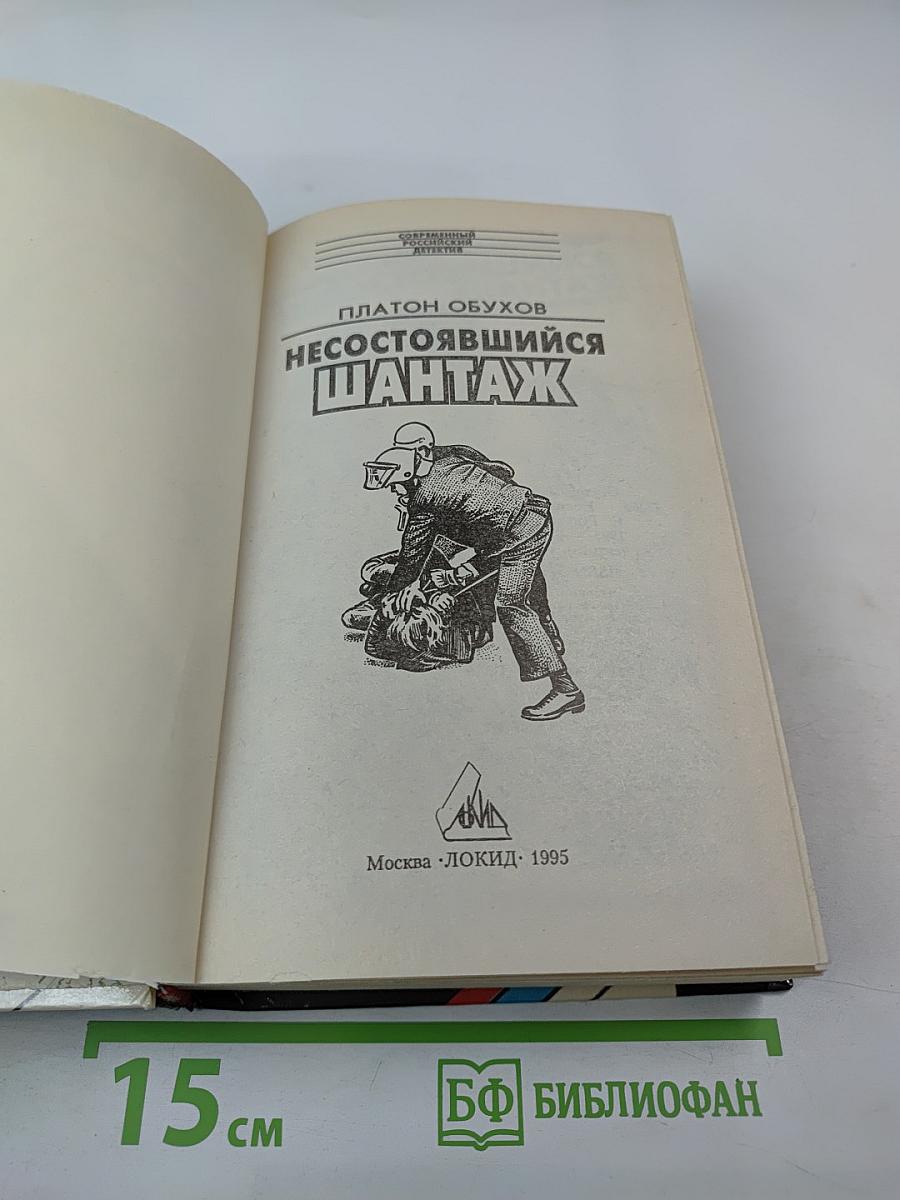 СОВРЕМЕННЫЙ
РОССИЙСКИЙ
ДЕТЕКТИВ
ПЛАТОН ОБУХОВ
НЕСОСТОЯВШИЙСЯ
ШАНТАЖ
ЛОКИД
Москва ·ЛОКИД· 1995
15 см
БФ БИБЛИОФАН